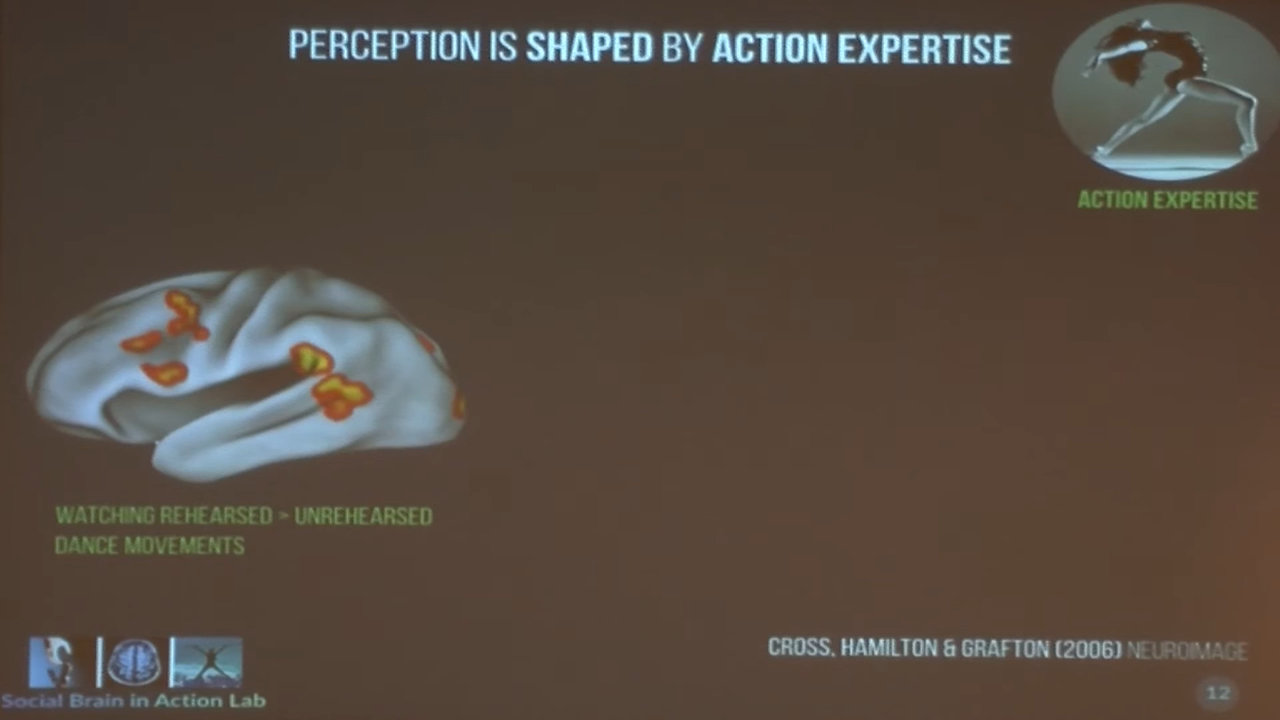 PERCEPTION IS SHAPED BY ACTION EXPERTISE
ACTION EXPERTISE
WATCHING REHEARSED > UNREHEARSED
DANCE MOVEMENTS
CROSS, HAMILTON & GRAFTON (2006) NEUROIMAGE
Social Brain in Action Lab
12